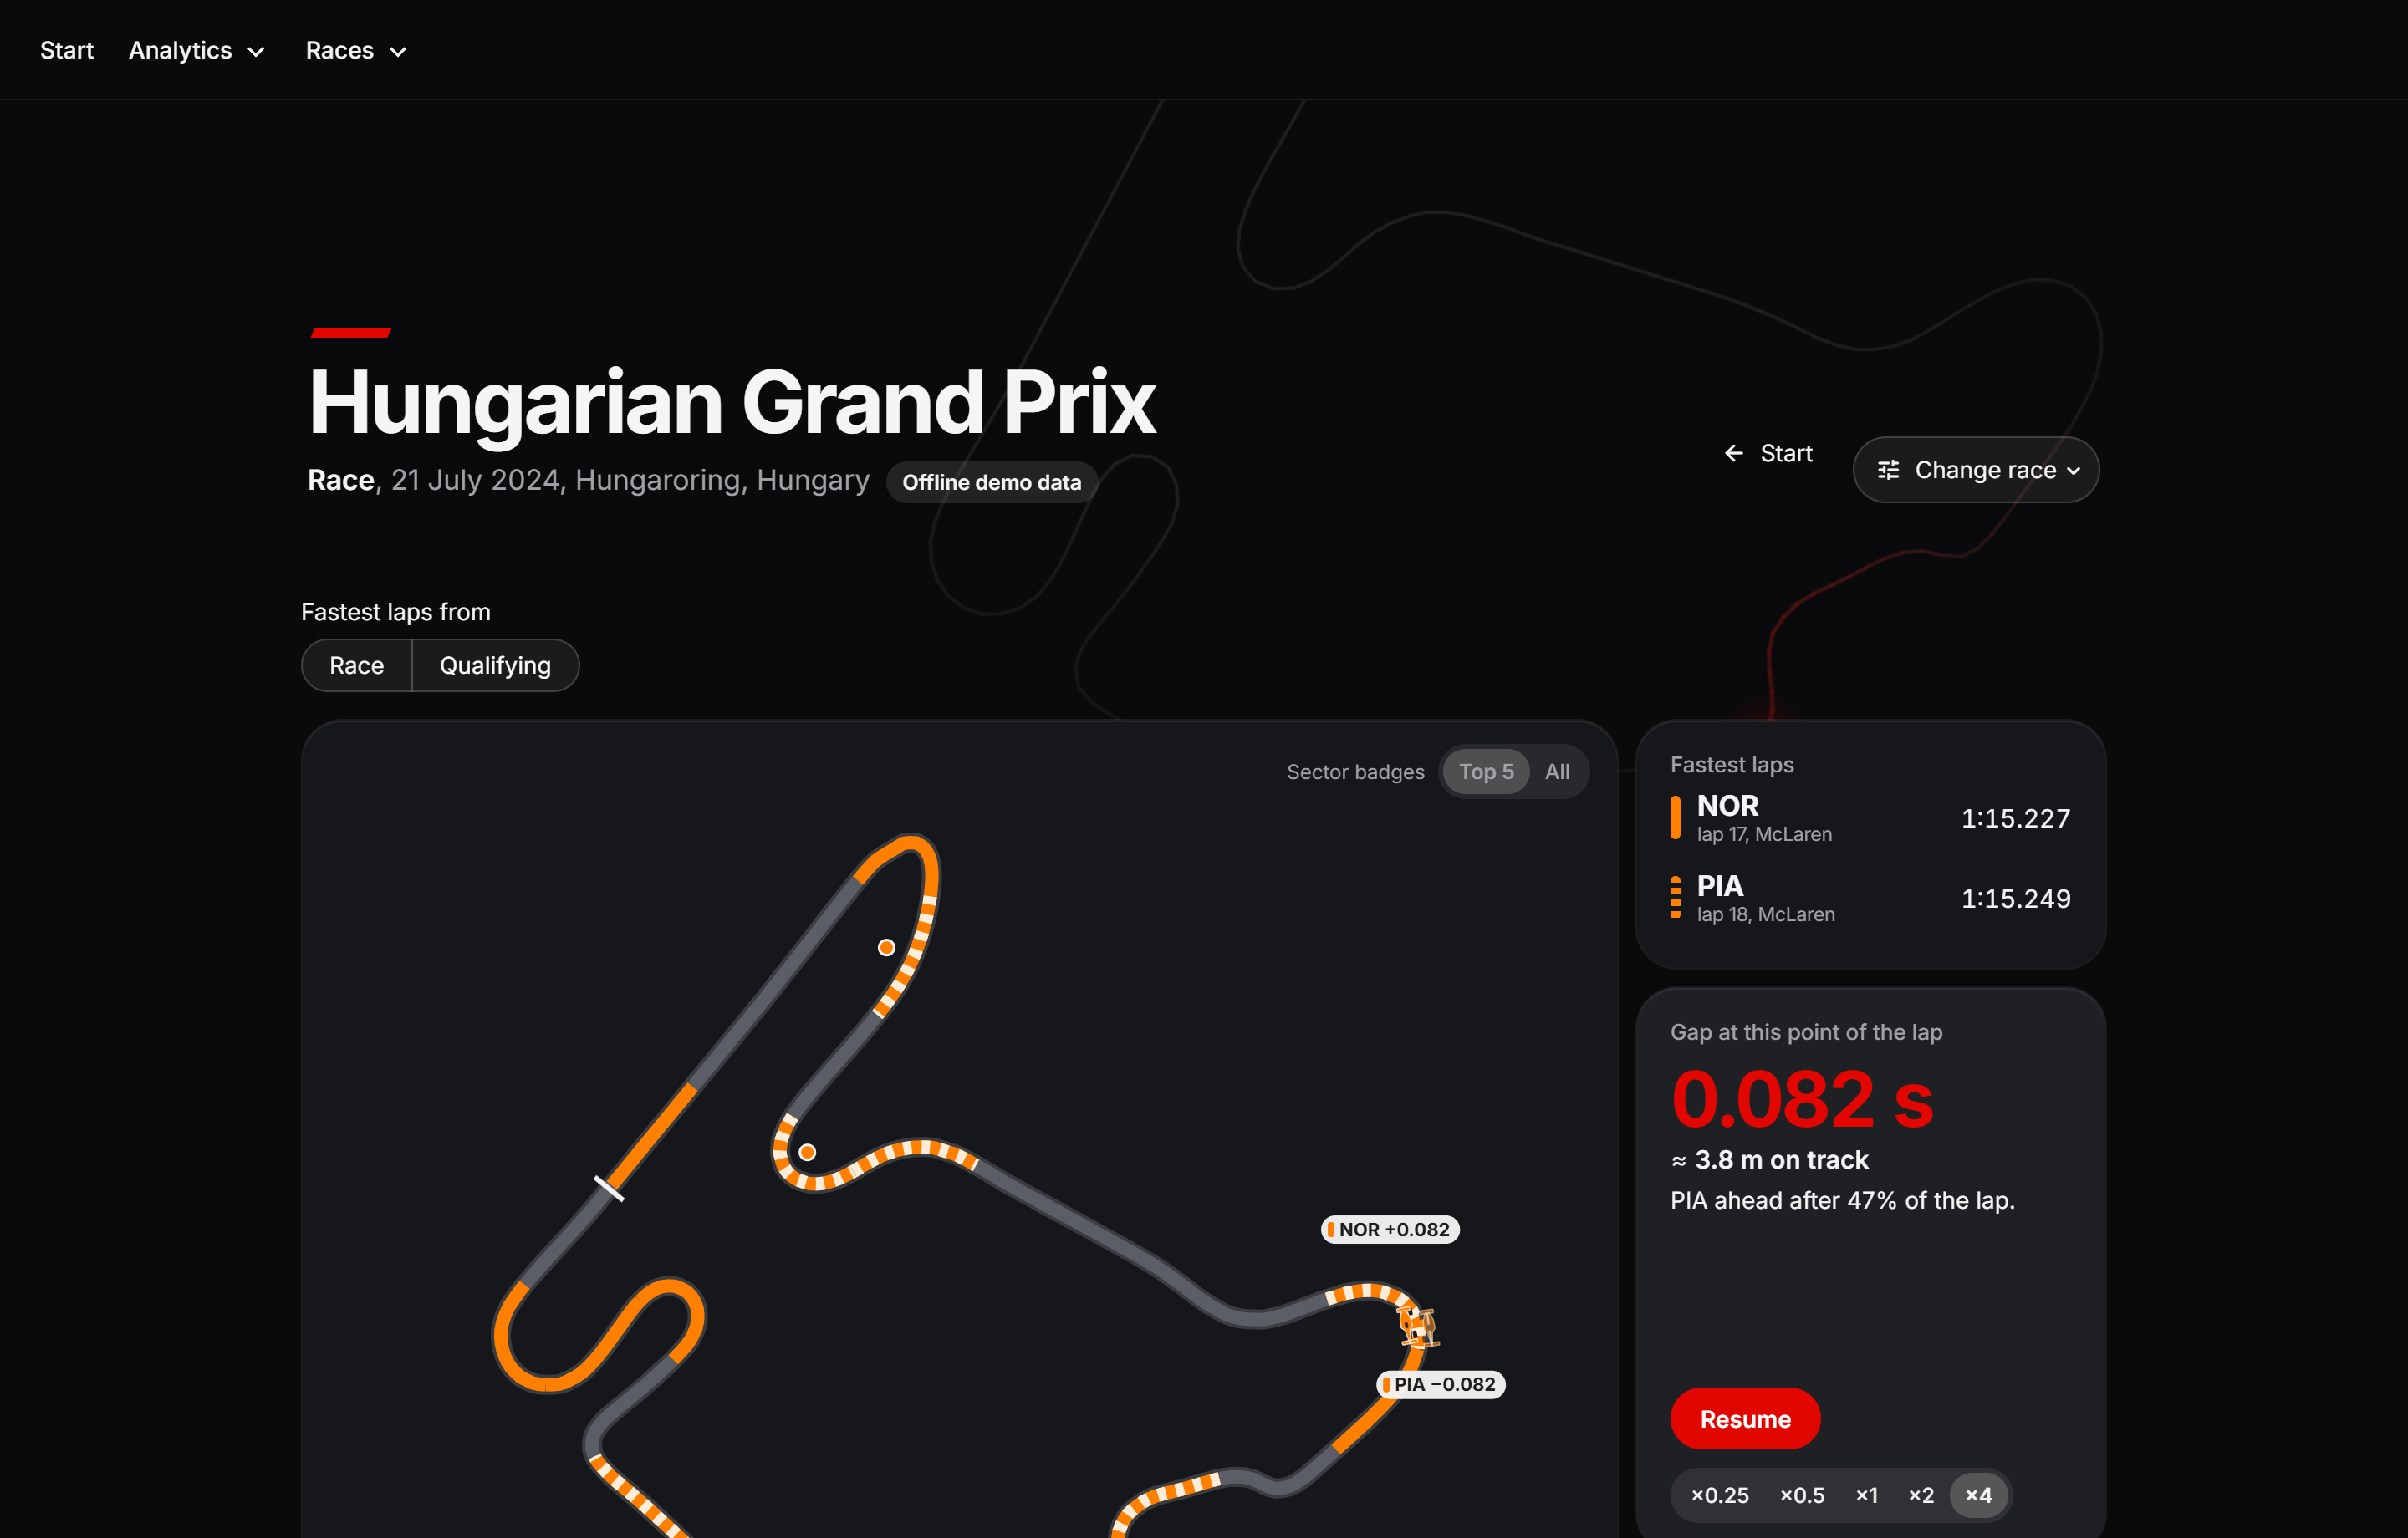 Start Analytics Races
Hungarian Grand Prix
Race, 21 July 2024, Hungaroring, Hungary Offline demo data
← Start Change race
Fastest laps from
Race Qualifying
Sector badges Top 5 All
NOR +0.082
PIA −0.082
Fastest laps
NOR 1:15.227
lap 17, McLaren
PIA 1:15.249
lap 18, McLaren
Gap at this point of the lap
0.082 s
≈ 3.8 m on track
PIA ahead after 47% of the lap.
Resume
×0.25 ×0.5 ×1 ×2 ×4